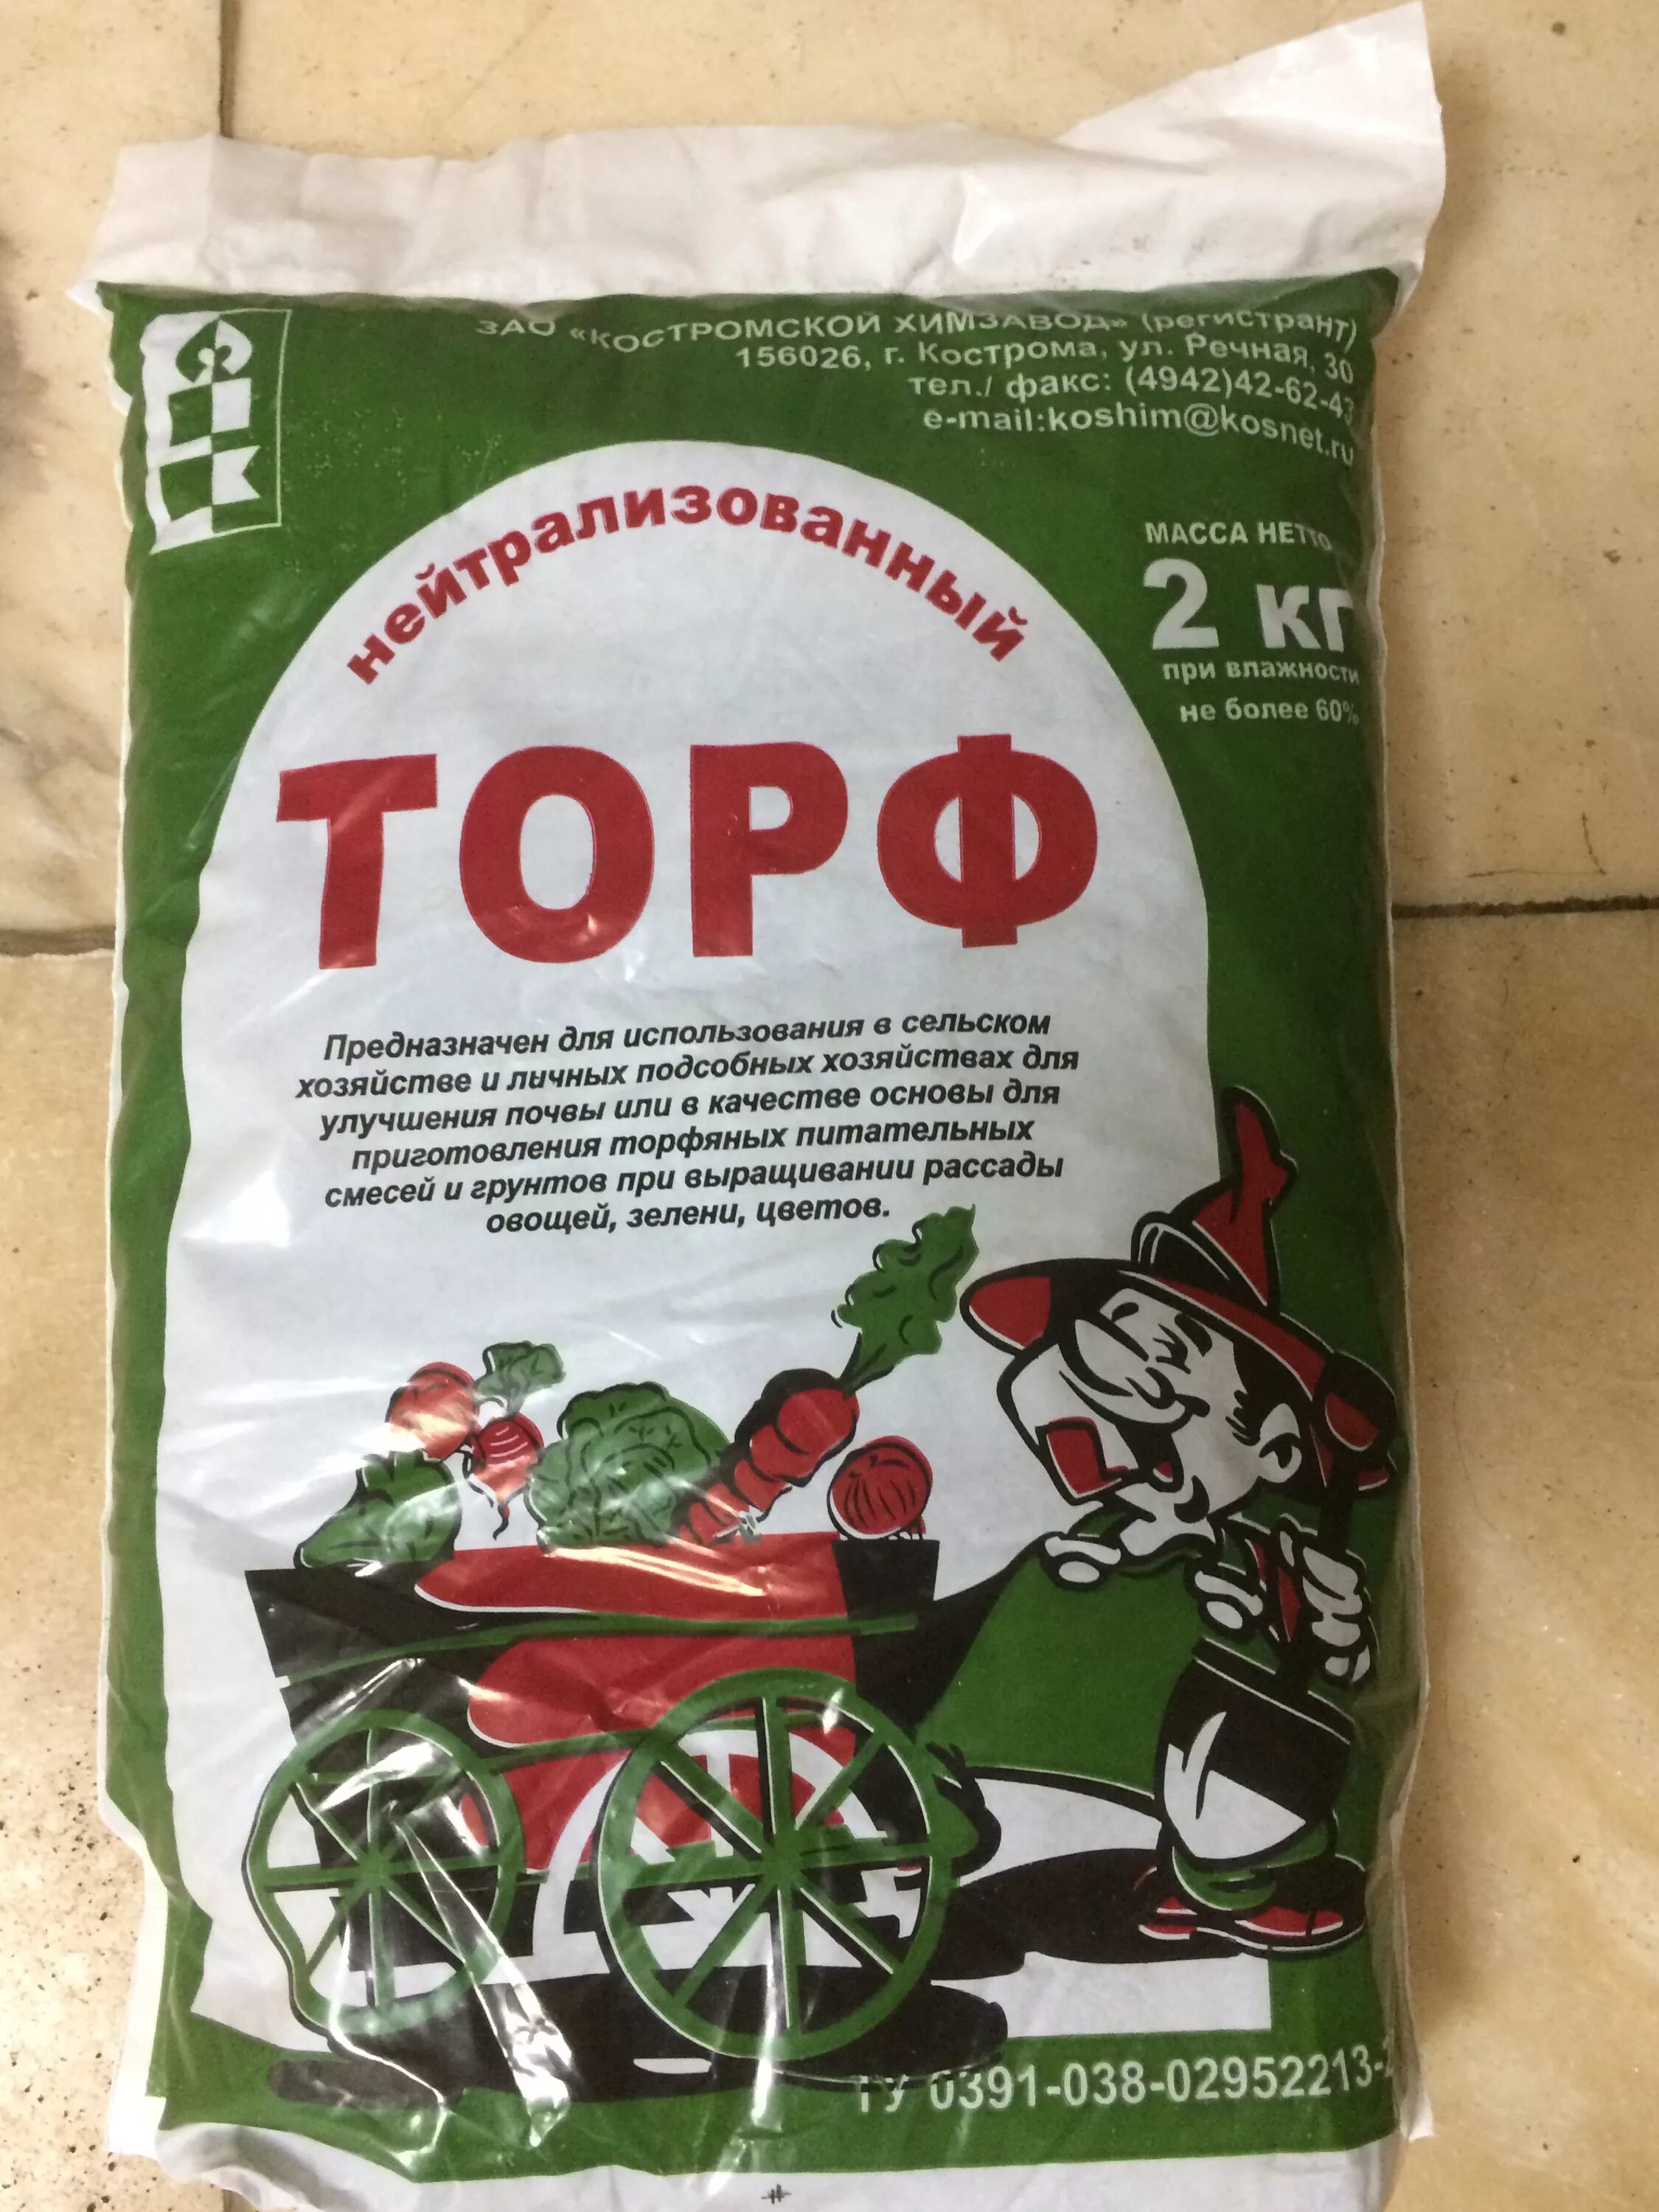 ЗАО «КОСТРОМСКОЙ ХИМЗАВОД» (регистрант)
156026, г. Кострома, ул. Речная, 30
тел./ факс: (4942)42-62-43
e-mail:koshim@kosnet.ru
нейтрализованный
МАССА НЕТТО
2 кг
при влажности
не более 60%
ТОРФ
Предназначен для использования в сельском
хозяйстве и личных подсобных хозяйствах для
улучшения почвы или в качестве основы для
приготовления торфяных питательных
смесей и грунтов при выращивании рассады
овощей, зелени, цветов.
ТУ 0391-038-02952213-